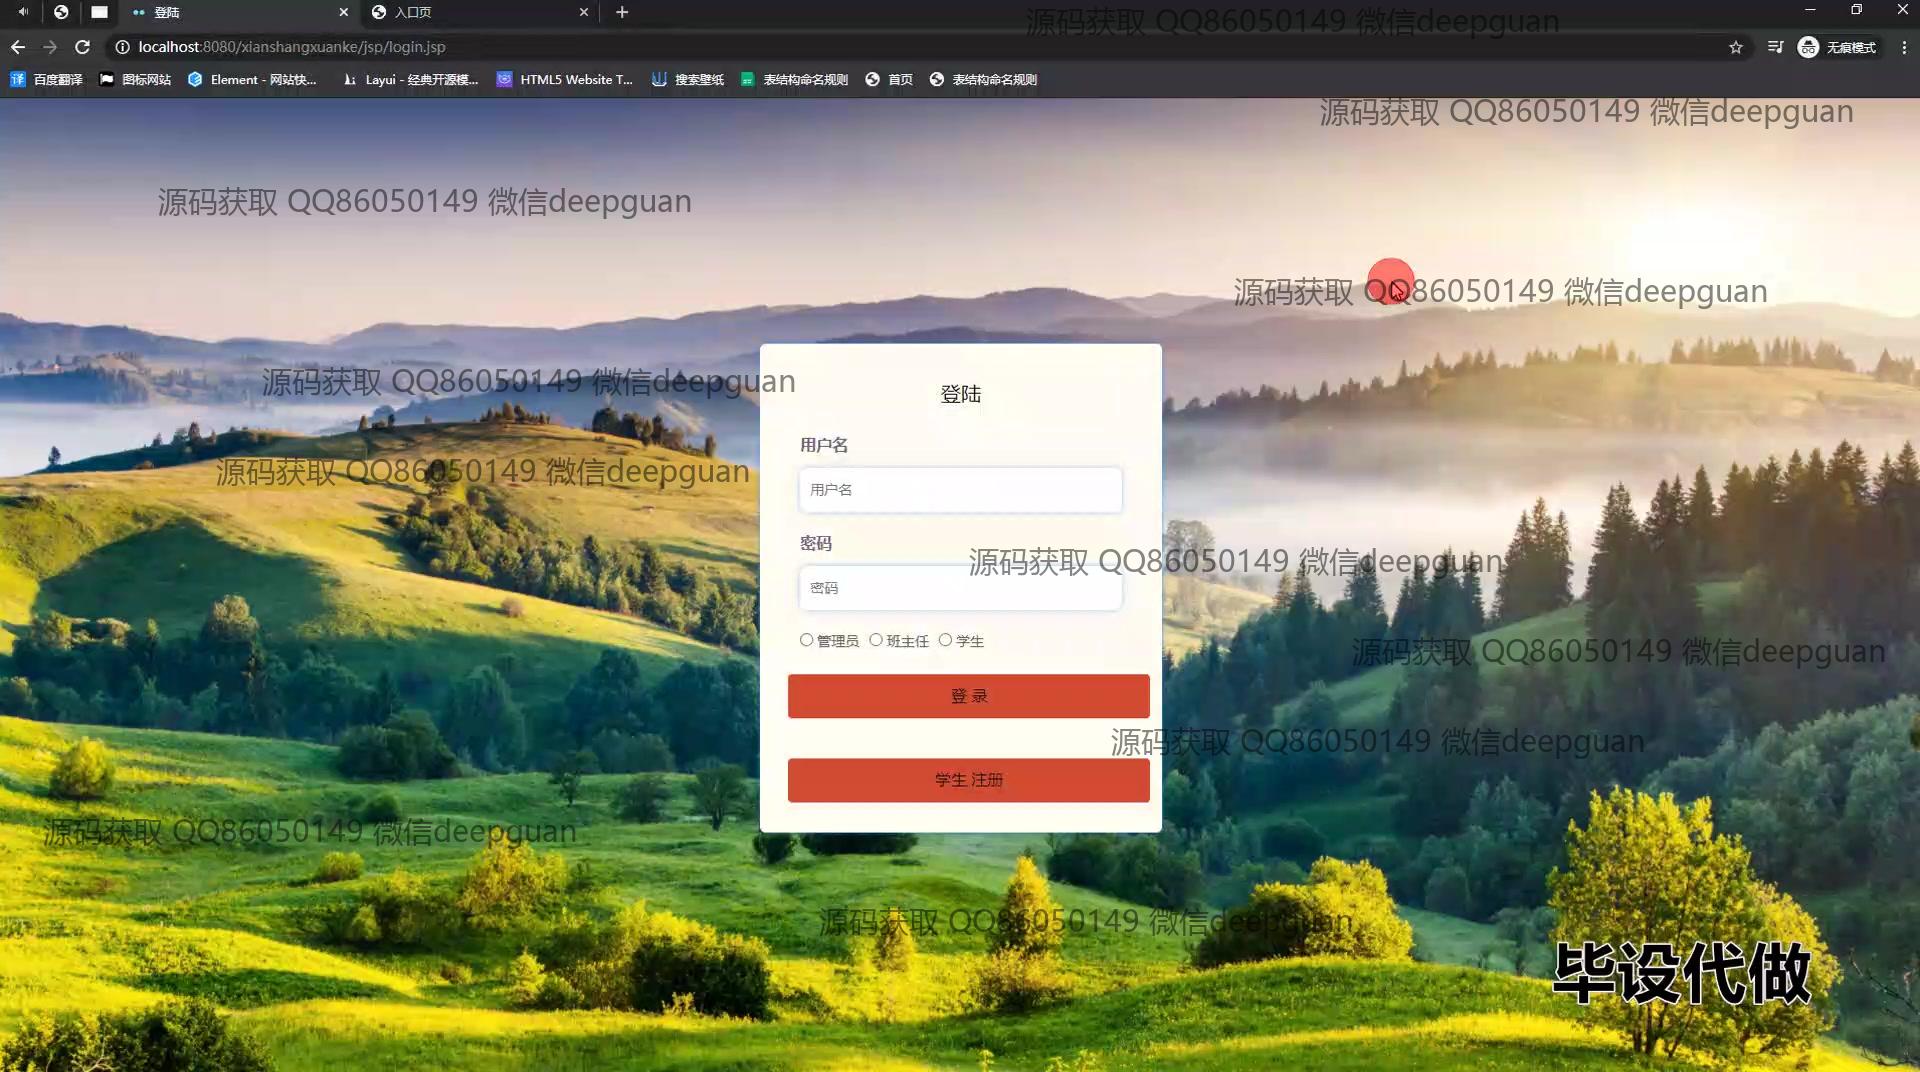 登陆
入口页
源码获取 QQ86050149 微信deepguan
localhost:8080/xianshangxuanke/jsp/login.jsp
无痕模式
百度翻译
图标网站
Element - 网站快...
Layui - 经典开源模...
HTML5 Website T...
搜索壁纸
表结构命名规则
首页
表结构命名规则
源码获取 QQ86050149 微信deepguan
源码获取 QQ86050149 微信deepguan
源码获取 QQ86050149 微信deepguan
源码获取 QQ86050149 微信deepguan
登陆
用户名
源码获取 QQ86050149 微信deepguan
用户名
密码
源码获取 QQ86050149 微信deepguan
密码
管理员 班主任 学生
源码获取 QQ86050149 微信deepguan
登 录
源码获取 QQ86050149 微信deepguan
学生 注册
源码获取 QQ86050149 微信deepguan
源码获取 QQ86050149 微信deepguan
毕设代做